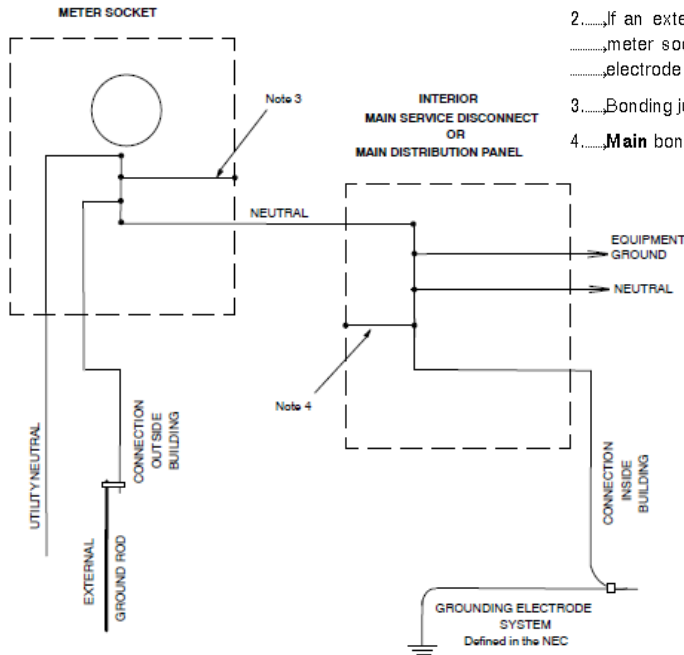 METER SOCKET
2........,If an exte
..........,meter soc
..........,electrode
3........,Bonding ju
4........,Main bon
Note 3
INTERIOR
MAIN SERVICE DISCONNECT
OR
MAIN DISTRIBUTION PANEL
NEUTRAL
EQUIPMENT
GROUND
NEUTRAL
Note 4
UTILITY NEUTRAL
CONNECTION
OUTSIDE
BUILDING
EXTERNAL
GROUND ROD
CONNECTION
INSIDE
BUILDING
GROUNDING ELECTRODE
SYSTEM
Defined in the NEC